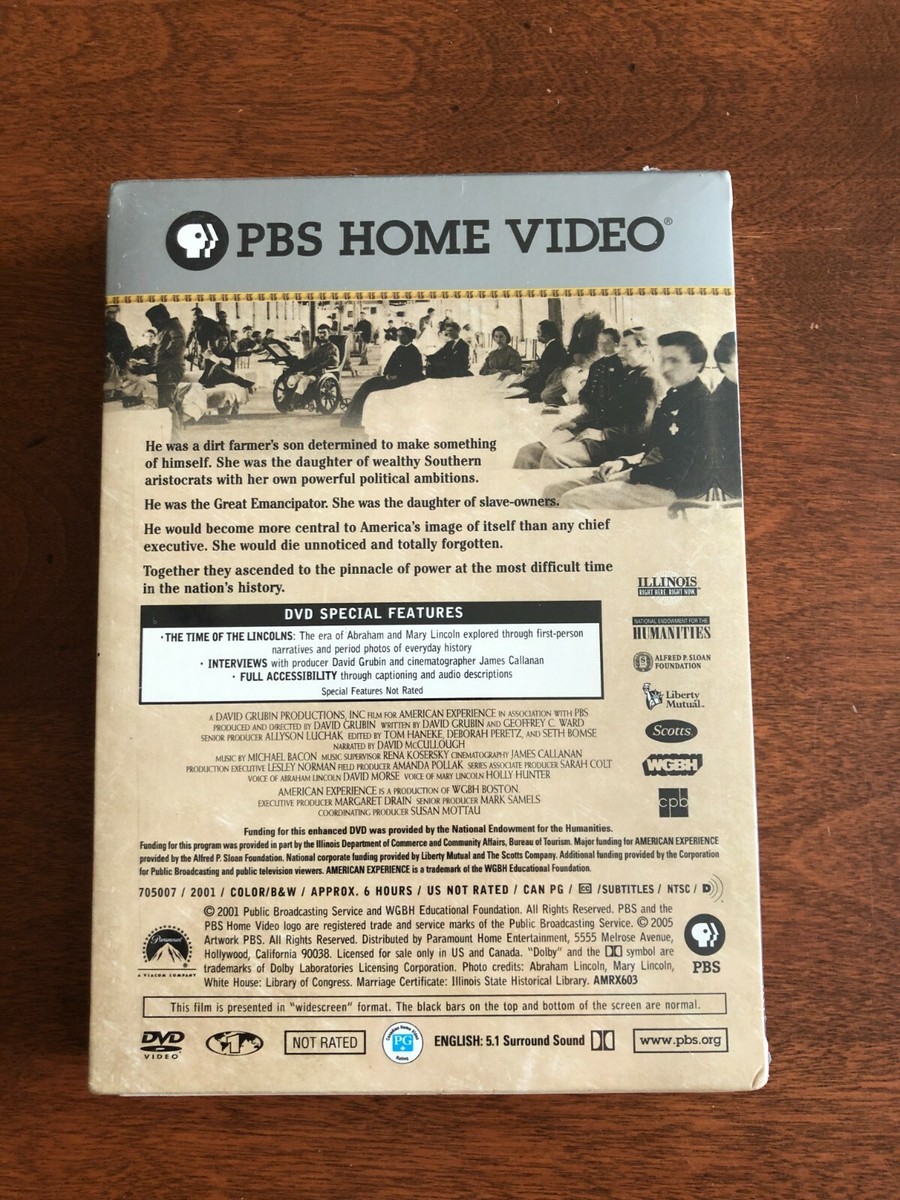 PBS HOME VIDEO®
He was a dirt farmer's son determined to make something
of himself. She was the daughter of wealthy Southern
aristocrats with her own powerful political ambitions.
He was the Great Emancipator. She was the daughter of slave-owners.
He would become more central to America's image of itself than any chief
executive. She would die unnoticed and totally forgotten.
Together they ascended to the pinnacle of power at the most difficult time
in the nation's history.
ILLINOIS
RIGHT HERE. RIGHT NOW.™
NATIONAL ENDOWMENT FOR THE
HUMANITIES
ALFRED P. SLOAN
FOUNDATION
Liberty
Mutual™
Scotts
WGBH
cpb
DVD SPECIAL FEATURES
• THE TIME OF THE LINCOLNS: The era of Abraham and Mary Lincoln explored through first-person
narratives and period photos of everyday history
• INTERVIEWS with producer David Grubin and cinematographer James Callanan
• FULL ACCESSIBILITY through captioning and audio descriptions
Special Features Not Rated
A DAVID GRUBIN PRODUCTIONS, INC FILM FOR AMERICAN EXPERIENCE IN ASSOCIATION WITH PBS
PRODUCED AND DIRECTED BY DAVID GRUBIN WRITTEN BY DAVID GRUBIN AND GEOFFREY C. WARD
SENIOR PRODUCER ALLYSON LUCHAK EDITED BY TOM HANEKE, DEBORAH PERETZ, AND SETH BOMSE
NARRATED BY DAVID McCULLOUGH
MUSIC BY MICHAEL BACON MUSIC SUPERVISOR RENA KOSERSKY CINEMATOGRAPHY JAMES CALLANAN
PRODUCTION EXECUTIVE LESLEY NORMAN FIELD PRODUCER AMANDA POLLAK SERIES ASSOCIATE PRODUCER SARAH COLT
VOICE OF ABRAHAM LINCOLN DAVID MORSE VOICE OF MARY LINCOLN HOLLY HUNTER
AMERICAN EXPERIENCE IS A PRODUCTION OF WGBH BOSTON.
EXECUTIVE PRODUCER MARGARET DRAIN SENIOR PRODUCER MARK SAMELS
COORDINATING PRODUCER SUSAN MOTTAU
Funding for this enhanced DVD was provided by the National Endowment for the Humanities.
Funding for this program was provided in part by the Illinois Department of Commerce and Community Affairs, Bureau of Tourism. Major funding for AMERICAN EXPERIENCE
provided by the Alfred P. Sloan Foundation. National corporate funding provided by Liberty Mutual and The Scotts Company. Additional funding provided by the Corporation
for Public Broadcasting and public television viewers. AMERICAN EXPERIENCE is a trademark of the WGBH Educational Foundation.
705007 / 2001 / COLOR/B&W / APPROX. 6 HOURS / US NOT RATED / CAN PG / CC /SUBTITLES / NTSC / D
© 2001 Public Broadcasting Service and WGBH Educational Foundation. All Rights Reserved. PBS and the
PBS Home Video logo are registered trade and service marks of the Public Broadcasting Service. © 2005
Artwork PBS. All Rights Reserved. Distributed by Paramount Home Entertainment, 5555 Melrose Avenue,
Hollywood, California 90038. Licensed for sale only in US and Canada. "Dolby" and the DD symbol are
trademarks of Dolby Laboratories Licensing Corporation. Photo credits: Abraham Lincoln, Mary Lincoln,
White House: Library of Congress. Marriage Certificate: Illinois State Historical Library. AMRX603
Paramount
A VIACOM COMPANY
PBS
This film is presented in "widescreen" format. The black bars on the top and bottom of the screen are normal.
DVD
VIDEO
1
NOT RATED
Canadian Home Video
PG
Rating
ENGLISH: 5.1 Surround Sound
www.pbs.org